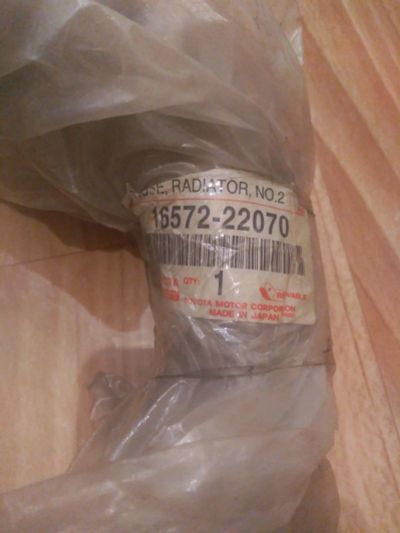 HOSE, RADIATOR, NO.2
16572-22070
QTY.
1
TOYOTA MOTOR CORPORATION
MADE IN JAPAN